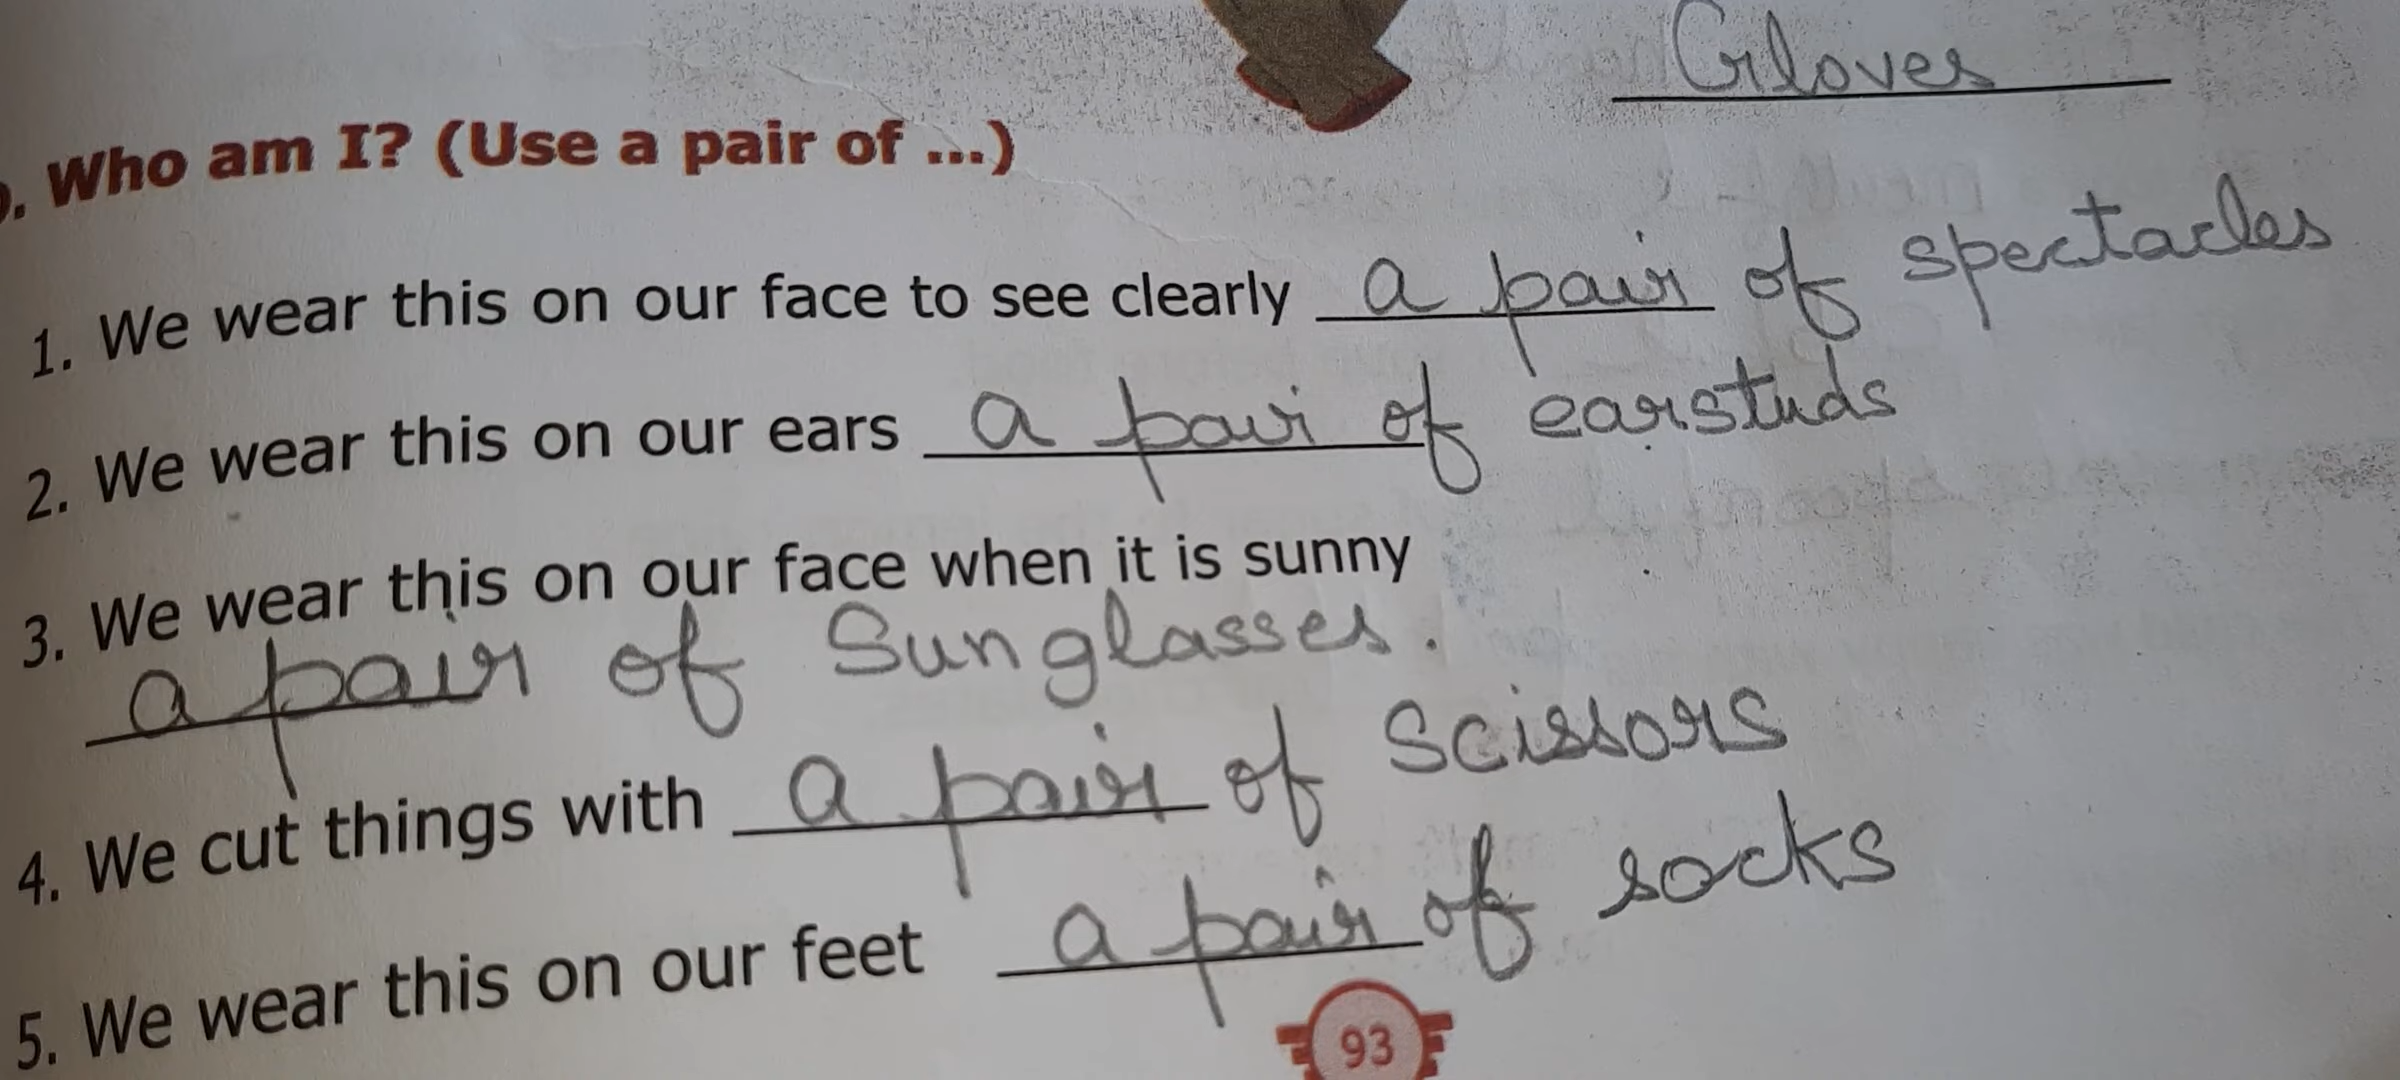 Gloves
. Who am I? (Use a pair of ...)
1. We wear this on our face to see clearly a pair of spectacles
2. We wear this on our ears a pair of earstuds
3. We wear this on our face when it is sunny
a pair of Sunglasses.
4. We cut things with a pair of Scissors
5. We wear this on our feet a pair of socks
93